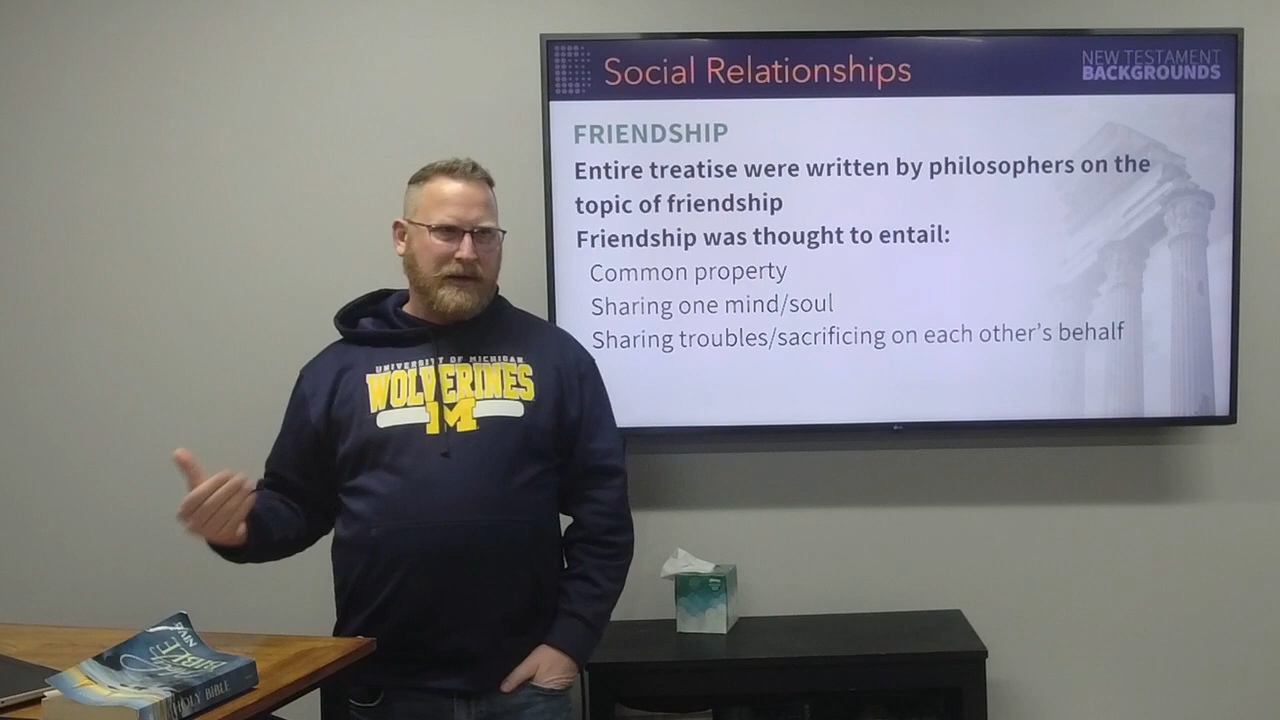 Social Relationships
NEW TESTAMENT
BACKGROUNDS
FRIENDSHIP
Entire treatise were written by philosophers on the
topic of friendship
Friendship was thought to entail:
Common property
Sharing one mind/soul
Sharing troubles/sacrificing on each other's behalf
UNIVERSITY OF MICHIGAN
WOLVERINES
M
NIV
BIBLE
HOLY BIBLE